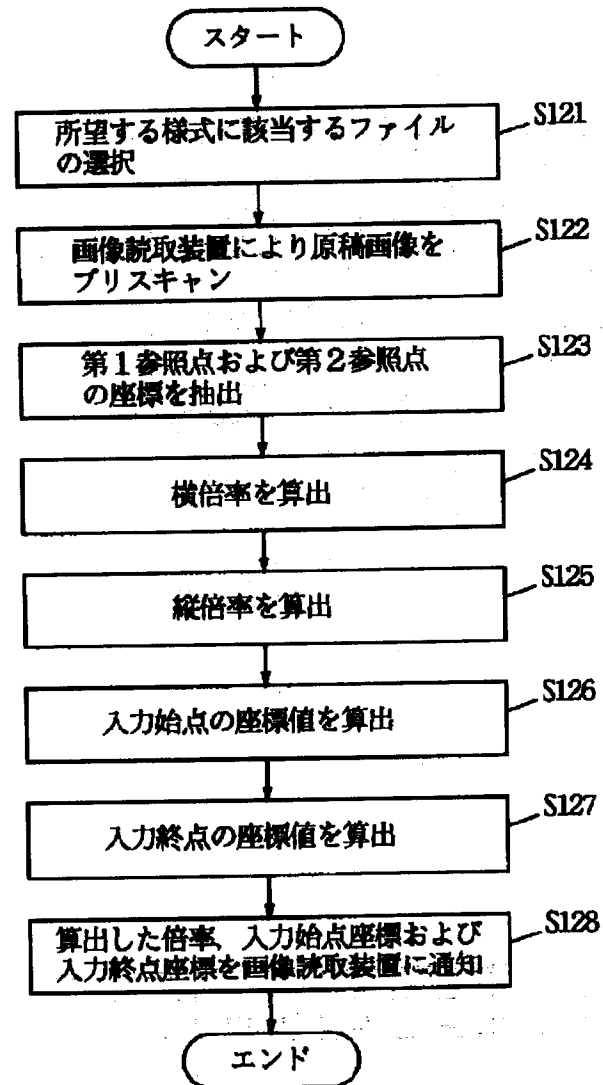 スタート
S121
所望する様式に該当するファイル
の選択
S122
画像読取装置により原稿画像を
プリスキャン
S123
第1参照点および第2参照点
の座標を抽出
S124
横倍率を算出
S125
縦倍率を算出
S126
入力始点の座標値を算出
S127
入力終点の座標値を算出
S128
算出した倍率、入力始点座標および
入力終点座標を画像読取装置に通知
エンド